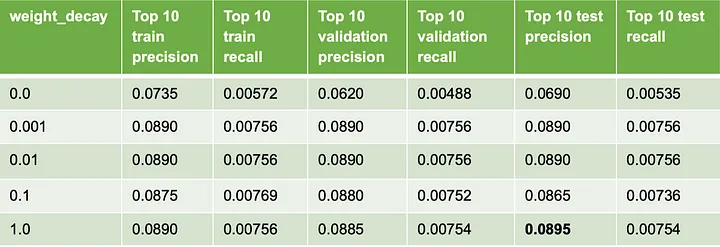 weight_decay Top 10 train precision Top 10 train recall Top 10 validation precision Top 10 validation recall Top 10 test precision Top 10 test recall
0.0 0.0735 0.00572 0.0620 0.00488 0.0690 0.00535
0.001 0.0890 0.00756 0.0890 0.00756 0.0890 0.00756
0.01 0.0890 0.00756 0.0890 0.00756 0.0890 0.00756
0.1 0.0875 0.00769 0.0880 0.00752 0.0865 0.00736
1.0 0.0890 0.00756 0.0885 0.00754 0.0895 0.00754